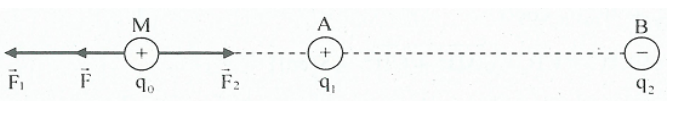 M A B
+ + −
F⃗₁ F⃗ q₀ F⃗₂ q₁ q₂